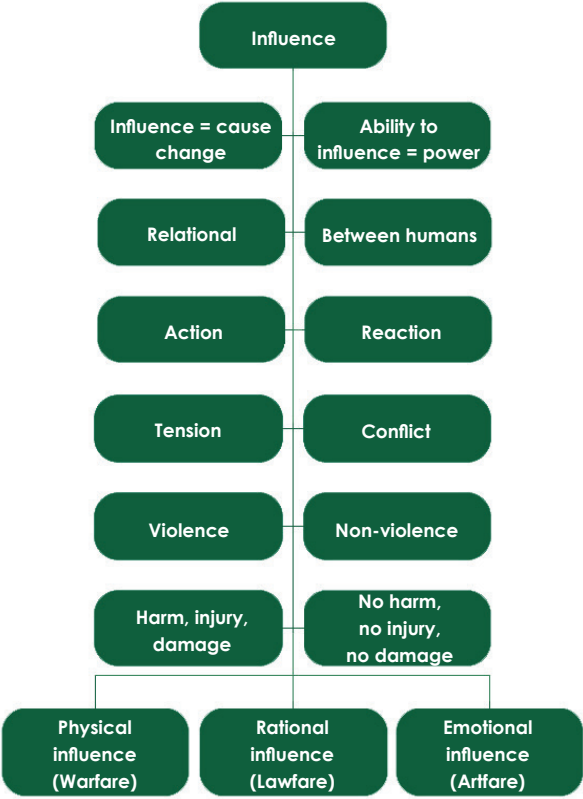 Influence
Influence = cause
change
Ability to
influence = power
Relational
Between humans
Action
Reaction
Tension
Conflict
Violence
Non-violence
Harm, injury,
damage
No harm,
no injury,
no damage
Physical
influence
(Warfare)
Rational
influence
(Lawfare)
Emotional
influence
(Artfare)